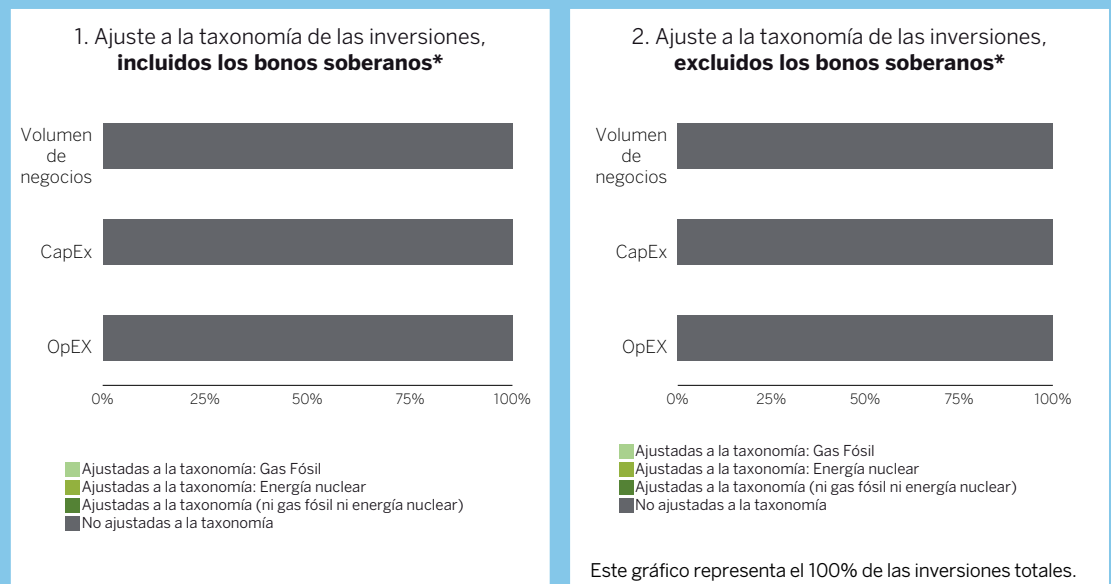 1. Ajuste a la taxonomía de las inversiones,
incluidos los bonos soberanos*
Volumen
de
negocios
CapEx
OpEX
0% 25% 50% 75% 100%
Ajustadas a la taxonomía: Gas Fósil
Ajustadas a la taxonomía: Energía nuclear
Ajustadas a la taxonomía (ni gas fósil ni energía nuclear)
No ajustadas a la taxonomía
2. Ajuste a la taxonomía de las inversiones,
excluidos los bonos soberanos*
Volumen
de
negocios
CapEx
OpEX
0% 25% 50% 75% 100%
Ajustadas a la taxonomía: Gas Fósil
Ajustadas a la taxonomía: Energía nuclear
Ajustadas a la taxonomía (ni gas fósil ni energía nuclear)
No ajustadas a la taxonomía
Este gráfico representa el 100% de las inversiones totales.